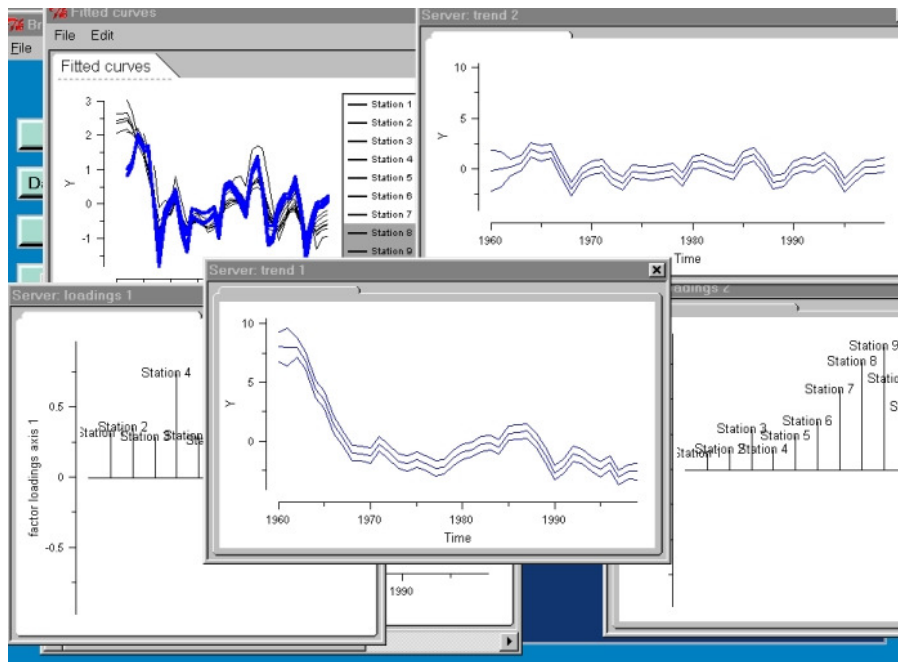 Fitted curves
File Edit
Fitted curves
3
2
1
0
-1
Y
Station 1
Station 2
Station 3
Station 4
Station 5
Station 6
Station 7
Station 8
Station 9
Server: trend 2
10
5
0
Y
1960 1970 1980 1990
Time
File
Server: trend 1
10
5
0
Y
1960 1970 1980 1990
Time
Server: loadings 1
factor loadings axis 1
0.5
0
-0.5
Station 4
Station 2
Station 3
Station 9
Station 8
Station 7
Station 6
Station 3
Station 5
Station 4
1990